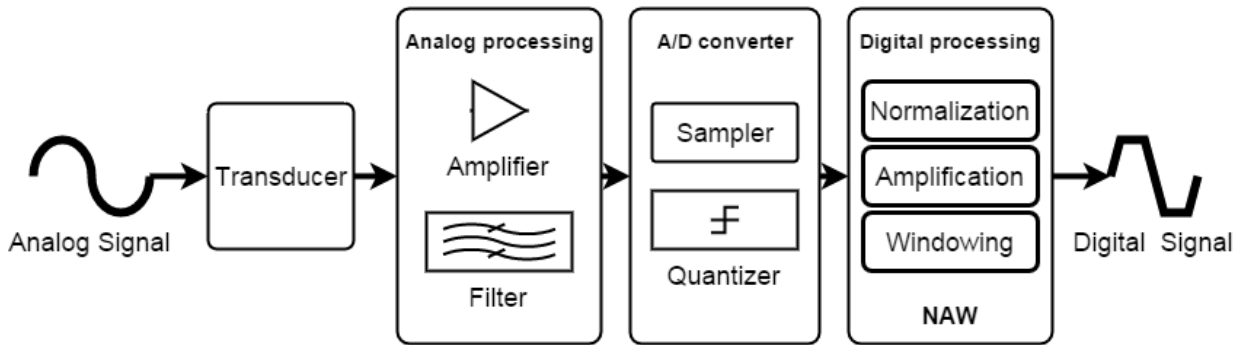 Analog Signal
Transducer
Analog processing
Amplifier
Filter
A/D converter
Sampler
Quantizer
Digital processing
Normalization
Amplification
Windowing
NAW
Digital Signal